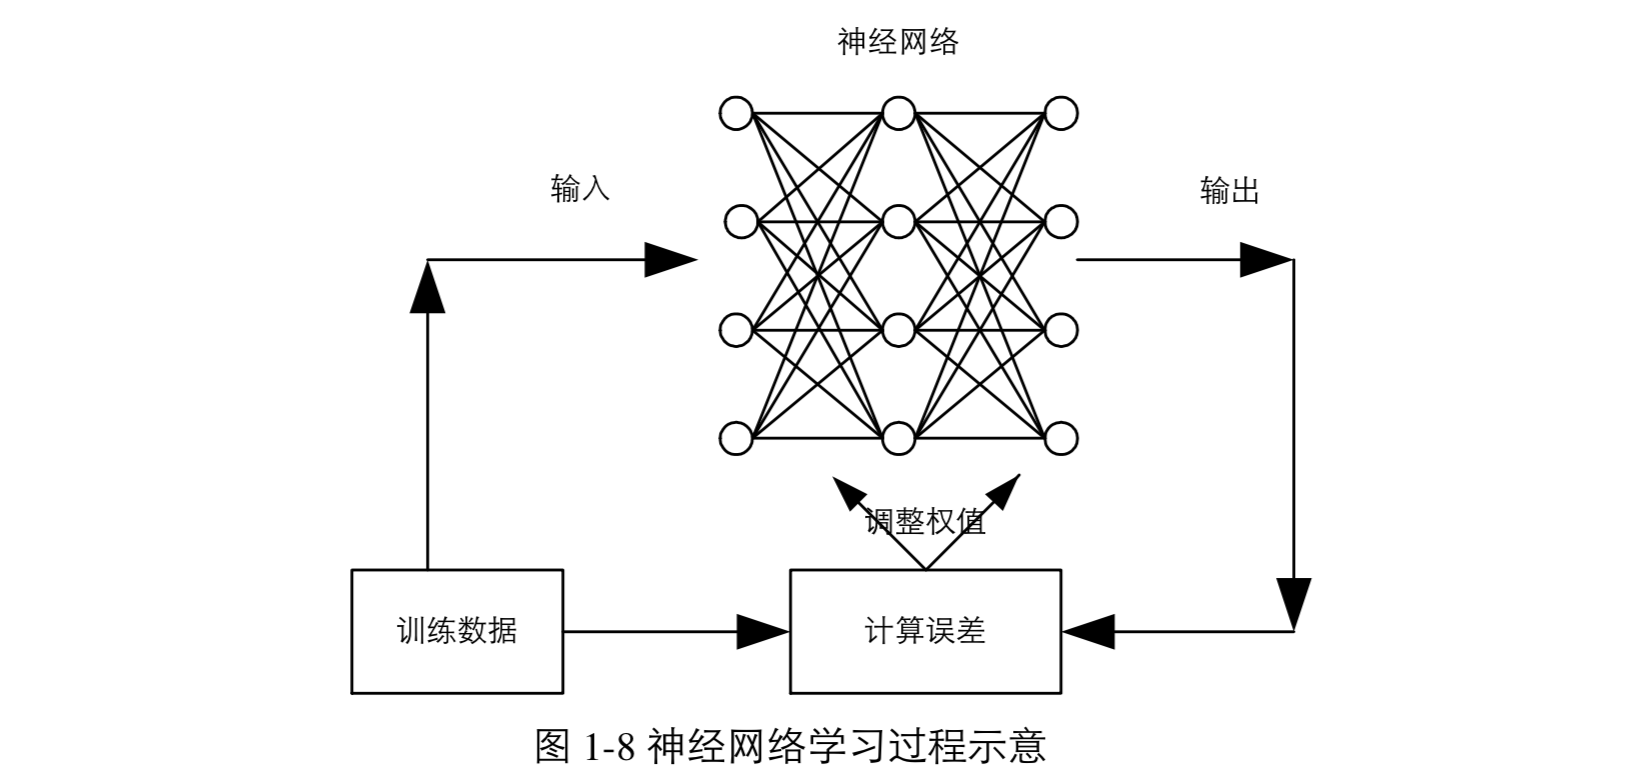 神经网络
输入
输出
调整权值
训练数据
计算误差
图 1-8 神经网络学习过程示意